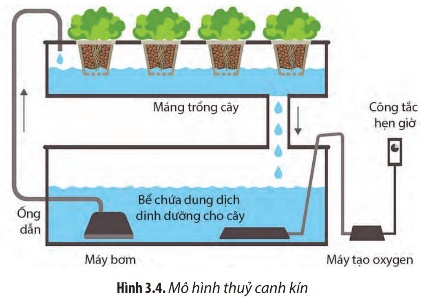 Máng trồng cây
Công tắc
hẹn giờ
Bể chứa dung dịch
dinh dưỡng cho cây
Ống
dẫn
Máy bơm
Máy tạo oxygen
Hình 3.4. Mô hình thuỷ canh kín